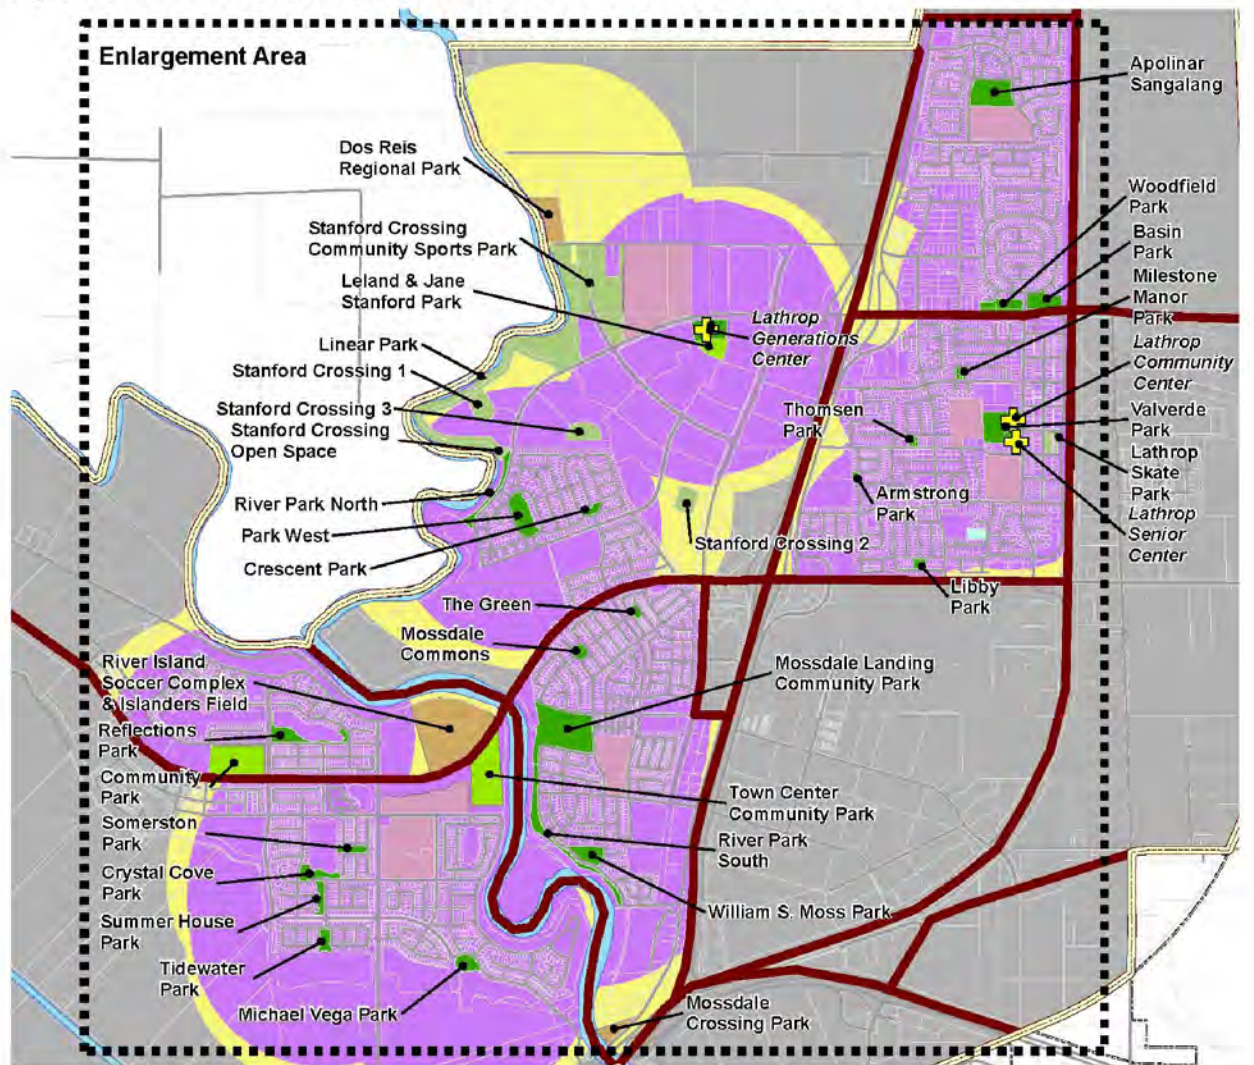 Enlargement Area
Apolinar
Sangalang
Dos Reis
Regional Park
Woodfield
Park
Stanford Crossing
Community Sports Park
Basin
Park
Leland & Jane
Stanford Park
Milestone
Manor
Park
Lathrop
Generations
Center
Linear Park
Lathrop
Community
Center
Stanford Crossing 1
Stanford Crossing 3
Thomsen
Park
Valverde
Park
Stanford Crossing
Open Space
Lathrop
Skate
Park
River Park North
Armstrong
Park
Lathrop
Senior
Center
Park West
Stanford Crossing 2
Crescent Park
Libby
Park
The Green
Mossdale
Commons
River Island
Soccer Complex
& Islanders Field
Mossdale Landing
Community Park
Reflections
Park
Community
Park
Town Center
Community Park
Somerston
Park
River Park
South
Crystal Cove
Park
William S. Moss Park
Summer House
Park
Tidewater
Park
Michael Vega Park
Mossdale
Crossing Park